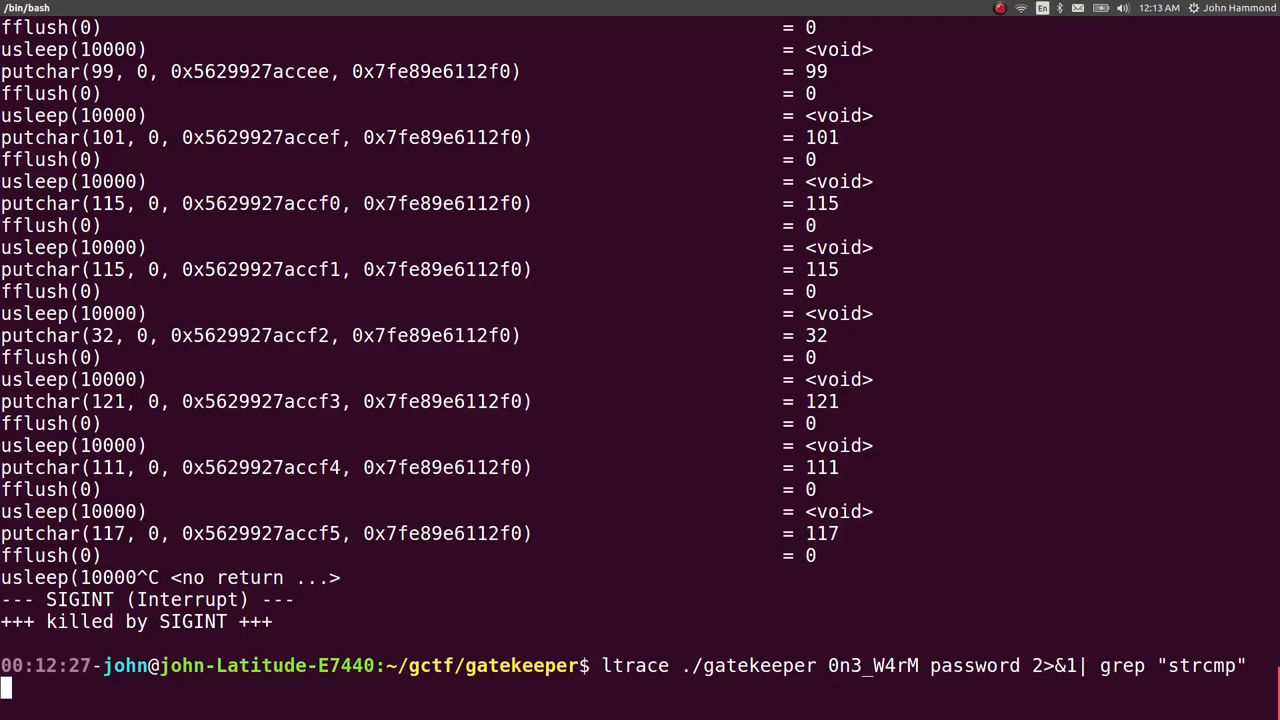 /bin/bash En 12:13 AM John Hammond
fflush(0) = 0
usleep(10000) = <void>
putchar(99, 0, 0x5629927accee, 0x7fe89e6112f0) = 99
fflush(0) = 0
usleep(10000) = <void>
putchar(101, 0, 0x5629927accef, 0x7fe89e6112f0) = 101
fflush(0) = 0
usleep(10000) = <void>
putchar(115, 0, 0x5629927accf0, 0x7fe89e6112f0) = 115
fflush(0) = 0
usleep(10000) = <void>
putchar(115, 0, 0x5629927accf1, 0x7fe89e6112f0) = 115
fflush(0) = 0
usleep(10000) = <void>
putchar(32, 0, 0x5629927accf2, 0x7fe89e6112f0) = 32
fflush(0) = 0
usleep(10000) = <void>
putchar(121, 0, 0x5629927accf3, 0x7fe89e6112f0) = 121
fflush(0) = 0
usleep(10000) = <void>
putchar(111, 0, 0x5629927accf4, 0x7fe89e6112f0) = 111
fflush(0) = 0
usleep(10000) = <void>
putchar(117, 0, 0x5629927accf5, 0x7fe89e6112f0) = 117
fflush(0) = 0
usleep(10000^C <no return ...>
--- SIGINT (Interrupt) ---
+++ killed by SIGINT +++
00:12:27-john@john-Latitude-E7440:~/gctf/gatekeeper$ ltrace ./gatekeeper 0n3_W4rM password 2>&1| grep "strcmp"